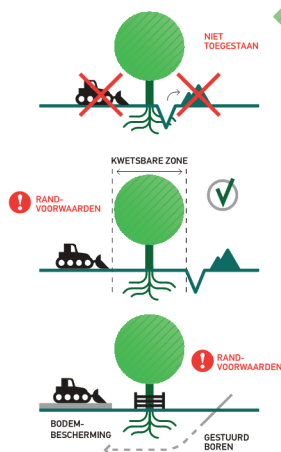 NIET
TOEGESTAAN
KWETSBARE ZONE
! RAND-
VOORWAARDEN
! RAND-
VOORWAARDEN
BODEM-
BESCHERMING
GESTUURD
BOREN